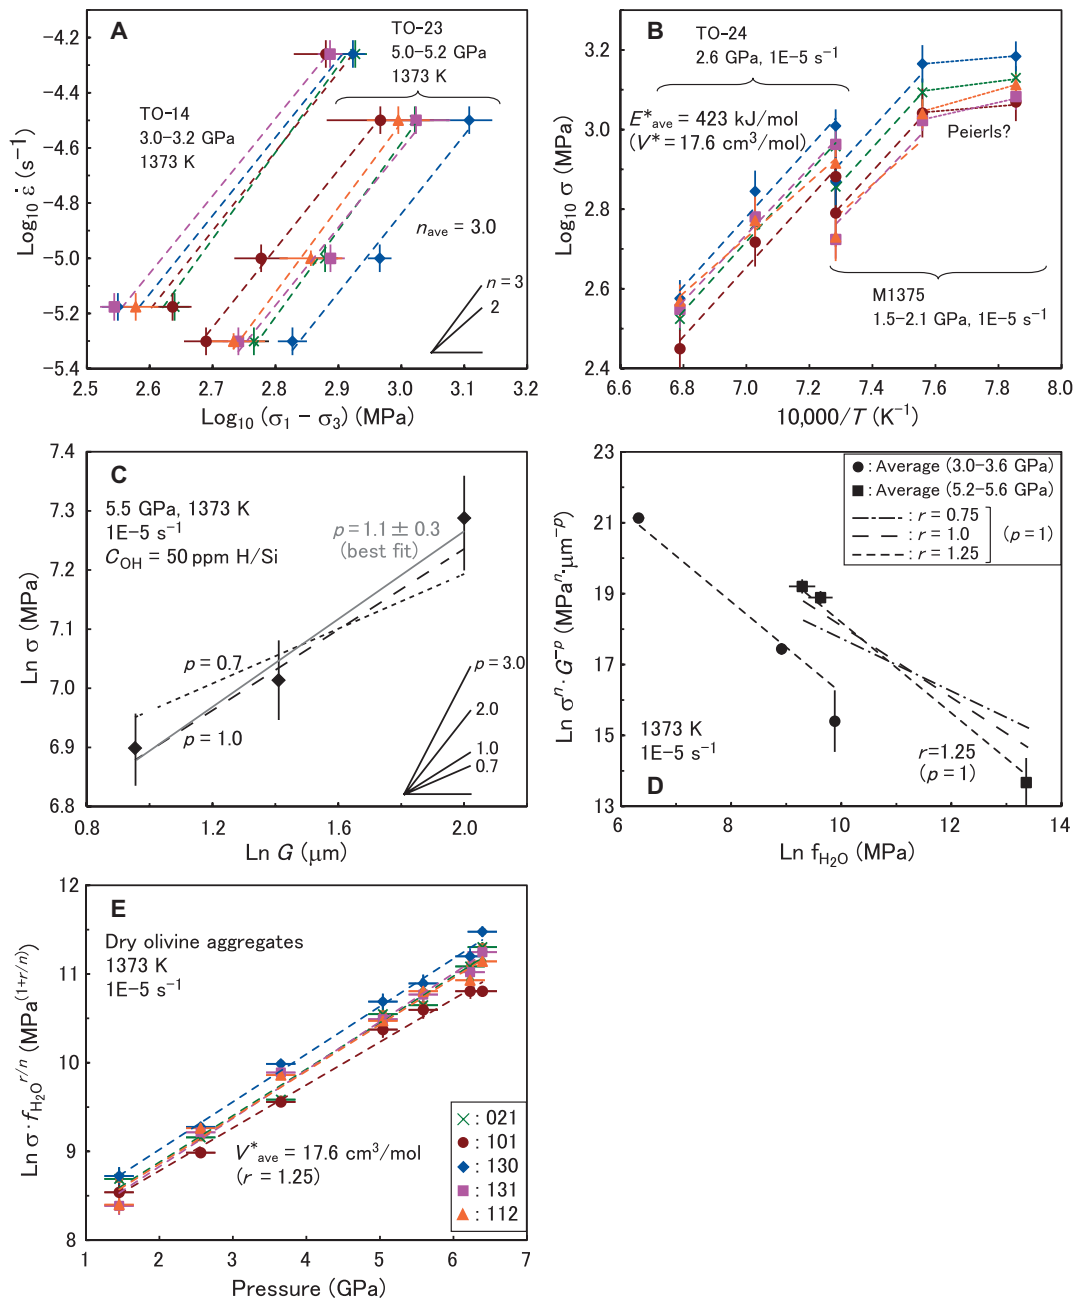 A
TO-23
5.0–5.2 GPa
1373 K
TO-14
3.0–3.2 GPa
1373 K
n_ave = 3.0
n = 3
2
Log₁₀ ε̇ (s⁻¹)
−4.2
−4.4
−4.6
−4.8
−5.0
−5.2
−5.4
2.5
2.6
2.7
2.8
2.9
3.0
3.1
3.2
Log₁₀ (σ₁ − σ₃) (MPa)
B
TO-24
2.6 GPa, 1E-5 s⁻¹
E*_ave = 423 kJ/mol
(V* = 17.6 cm³/mol)
Peierls?
M1375
1.5–2.1 GPa, 1E-5 s⁻¹
Log₁₀ σ (MPa)
3.2
3.0
2.8
2.6
2.4
6.6
6.8
7.0
7.2
7.4
7.6
7.8
8.0
10,000/T (K⁻¹)
C
5.5 GPa, 1373 K
1E-5 s⁻¹
C_OH = 50 ppm H/Si
p = 1.1 ± 0.3
(best fit)
p = 0.7
p = 1.0
p = 3.0
2.0
1.0
0.7
Ln σ (MPa)
7.4
7.3
7.2
7.1
7.0
6.9
6.8
0.8
1.2
1.6
2.0
Ln G (μm)
: Average (3.0–3.6 GPa)
: Average (5.2–5.6 GPa)
: r = 0.75
: r = 1.0
: r = 1.25
(p = 1)
1373 K
1E-5 s⁻¹
D
r=1.25
(p = 1)
Ln σⁿ· G⁻ᵖ (MPaⁿ·μm⁻ᵖ)
23
21
19
17
15
13
6
8
10
12
14
Ln f_H₂O (MPa)
E
Dry olivine aggregates
1373 K
1E-5 s⁻¹
V*_ave = 17.6 cm³/mol
(r = 1.25)
: 021
: 101
: 130
: 131
: 112
Ln σ· f_H₂O^r/n (MPa^(1+r/n))
12
11
10
9
8
1
2
3
4
5
6
7
Pressure (GPa)